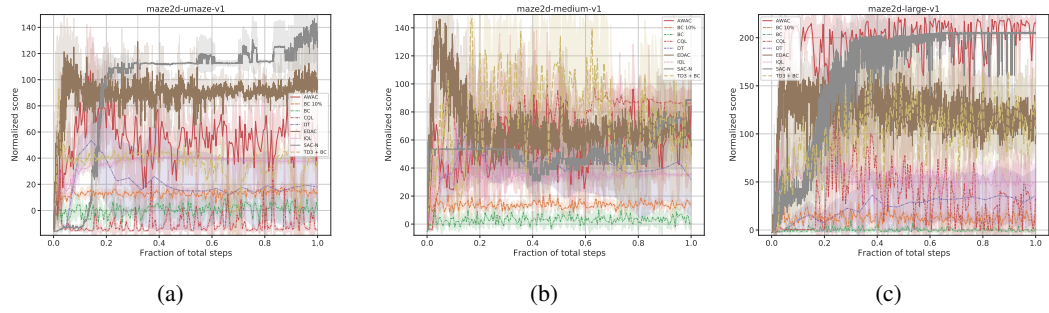 maze2d-umaze-v1
Normalized score
140
120
100
80
60
40
20
0
0.0 0.2 0.4 0.6 0.8 1.0
Fraction of total steps
AWAC
BC 10%
BC
CQL
DT
EDAC
IQL
SAC-N
TD3 + BC
(a)
maze2d-medium-v1
Normalized score
140
120
100
80
60
40
20
0
0.0 0.2 0.4 0.6 0.8 1.0
Fraction of total steps
AWAC
BC 10%
BC
CQL
DT
EDAC
IQL
SAC-N
TD3 + BC
(b)
maze2d-large-v1
Normalized score
200
150
100
50
0
0.0 0.2 0.4 0.6 0.8 1.0
Fraction of total steps
AWAC
BC 10%
BC
CQL
DT
EDAC
IQL
SAC-N
TD3 + BC
(c)